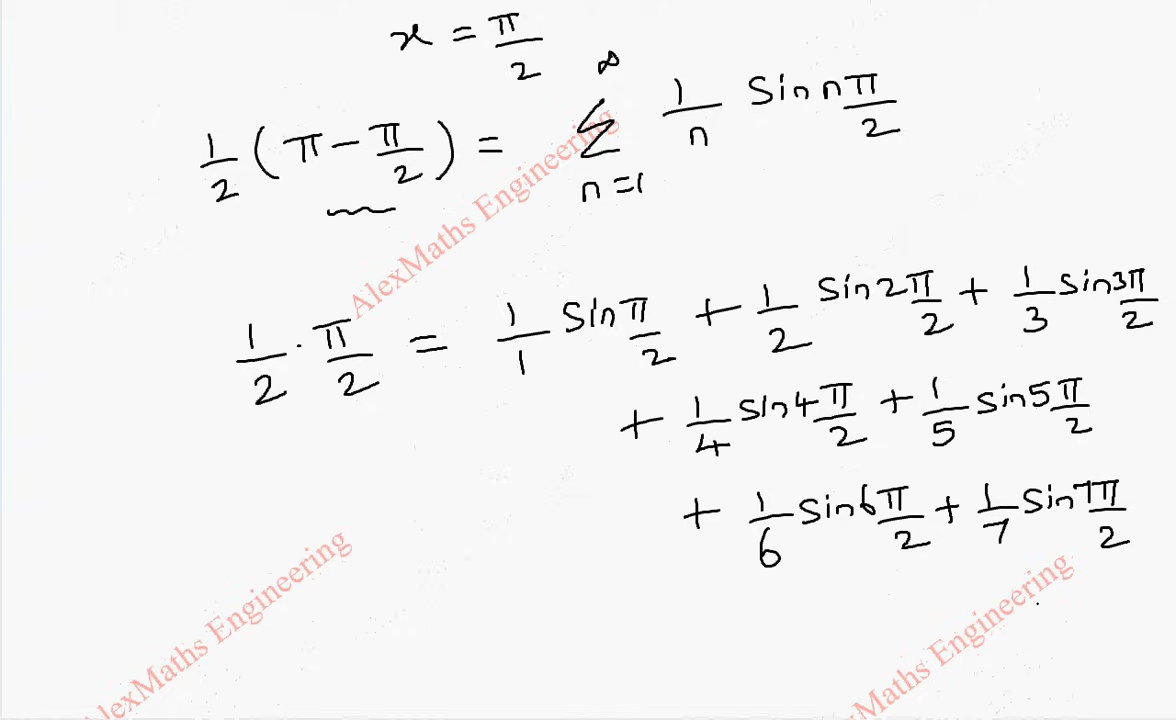 x = π/2
1/2 ( π − π/2 ) = ∞ Σ n=1 1/n Sin nπ/2
1/2 · π/2 = 1/1 Sin π/2 + 1/2 Sin 2π/2 + 1/3 Sin 3π/2
+ 1/4 Sin 4π/2 + 1/5 Sin 5π/2
+ 1/6 Sin 6π/2 + 1/7 Sin 7π/2
AlexMaths Engineering
AlexMaths Engineering
AlexMaths Engineering